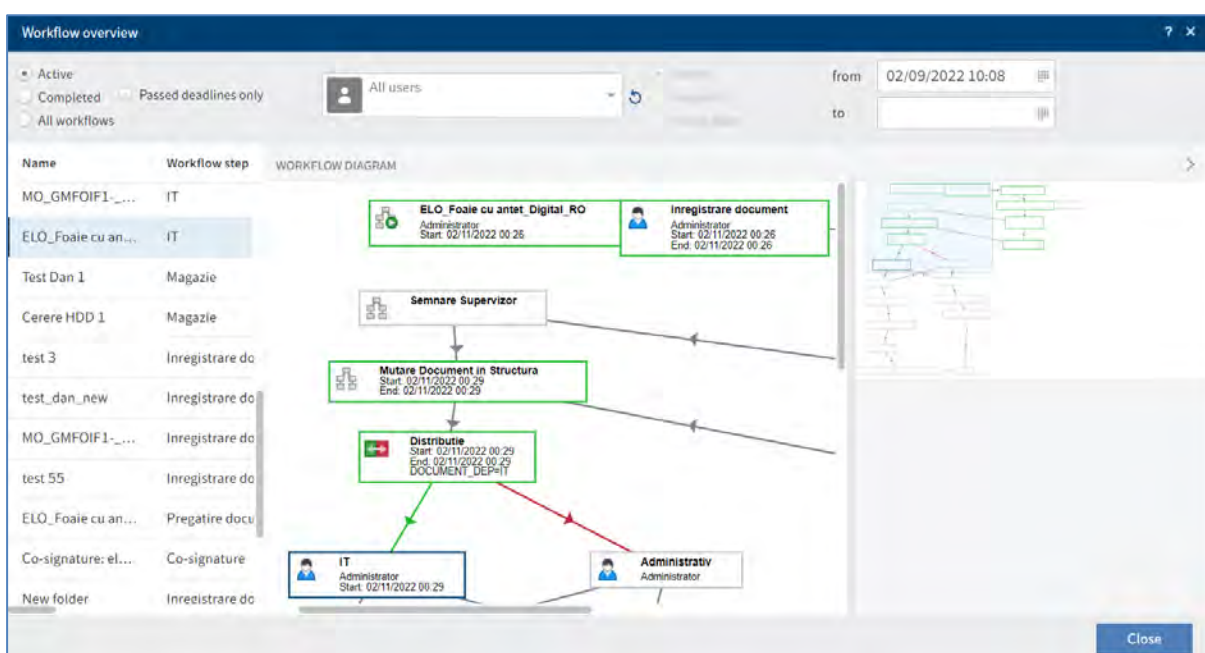 Workflow overview
? ×
Active
Completed
Passed deadlines only
All workflows
All users
from
02/09/2022 10:08
to
Name
Workflow step
WORKFLOW DIAGRAM
MO_GMFOIF1-_...
IT
ELO_Foaie cu an...
IT
Test Dan 1
Magazie
Cerere HDD 1
Magazie
test 3
Inregistrare do
test_dan_new
Inregistrare do
MO_GMFOIF1-_...
Inregistrare do
test 55
Inregistrare do
ELO_Foaie cu an...
Pregatire docu
Co-signature: el...
Co-signature
New folder
Inregistrare do
ELO_Foaie cu antet_Digital_RO
Administrator
Start: 02/11/2022 00:26
Inregistrare document
Administrator
Start: 02/11/2022 00:26
End: 02/11/2022 00:26
Semnare Supervizor
Mutare Document in Structura
Start: 02/11/2022 00:29
End: 02/11/2022 00:29
Distributie
Start: 02/11/2022 00:29
End: 02/11/2022 00:29
DOCUMENT_DEP=IT
IT
Administrator
Start: 02/11/2022 00:29
Administrativ
Administrator
Close